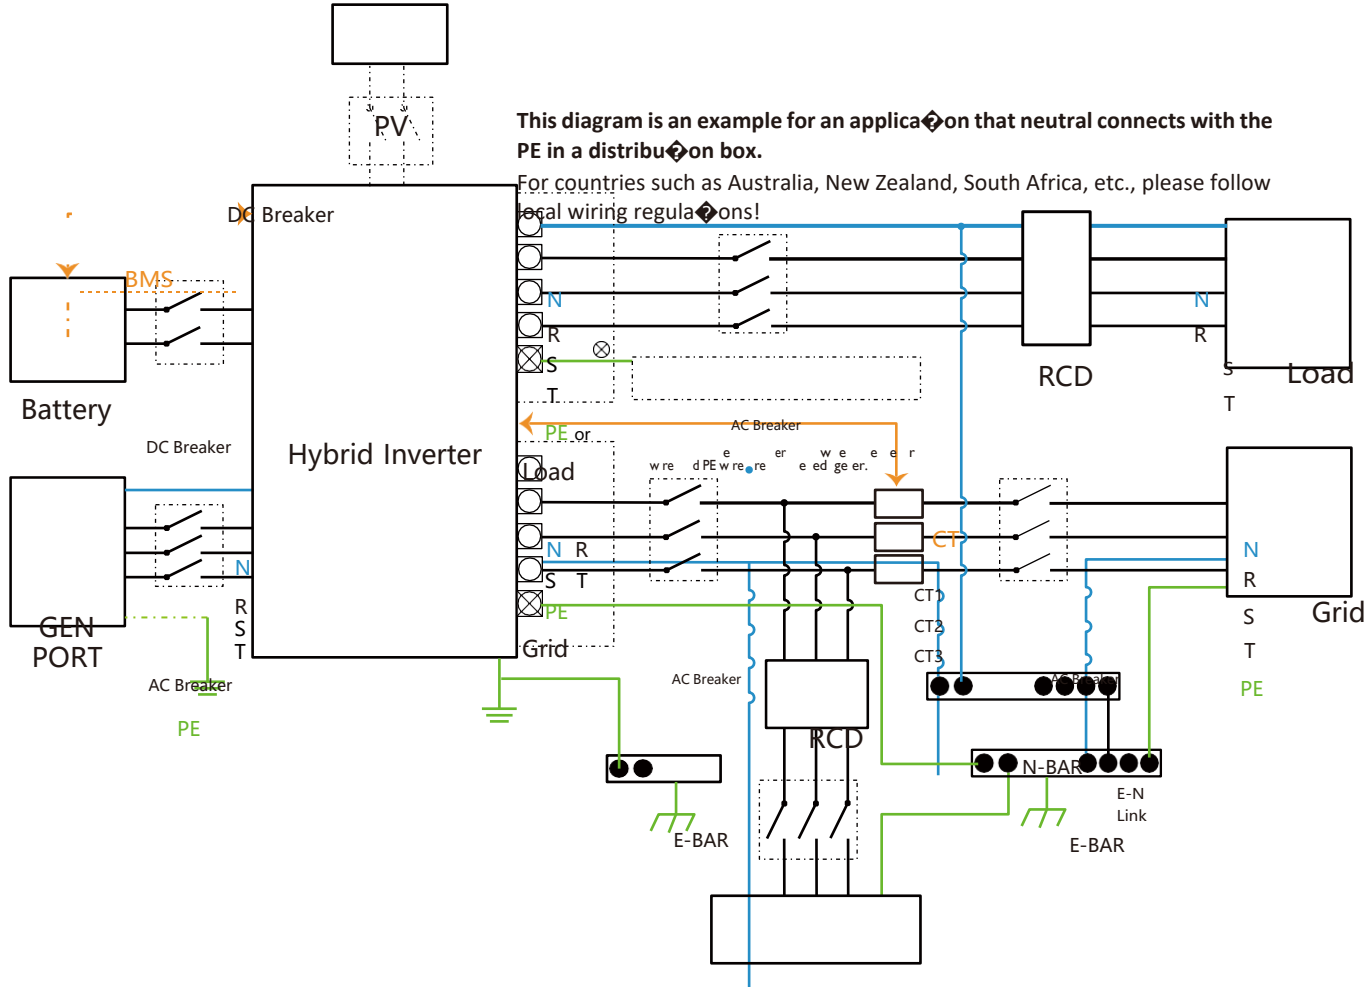 PV
This diagram is an example for an applica�on that neutral connects with the
PE in a distribu�on box.
For countries such as Australia, New Zealand, South Africa, etc., please follow
local wiring regula�ons!
DC Breaker
BMS
N
R
S
T
PE or
Load
N
R
S
T
Load
RCD
Battery
DC Breaker
Hybrid Inverter
AC Breaker
CT
N R
S T
PE
Grid
N
R
S
T
PE
Grid
CT1
CT2
CT3
N
R
S
T
GEN
PORT
AC Breaker
PE
AC Breaker
AC Breaker
RCD
N-BAR
E-N
Link
E-BAR
E-BAR